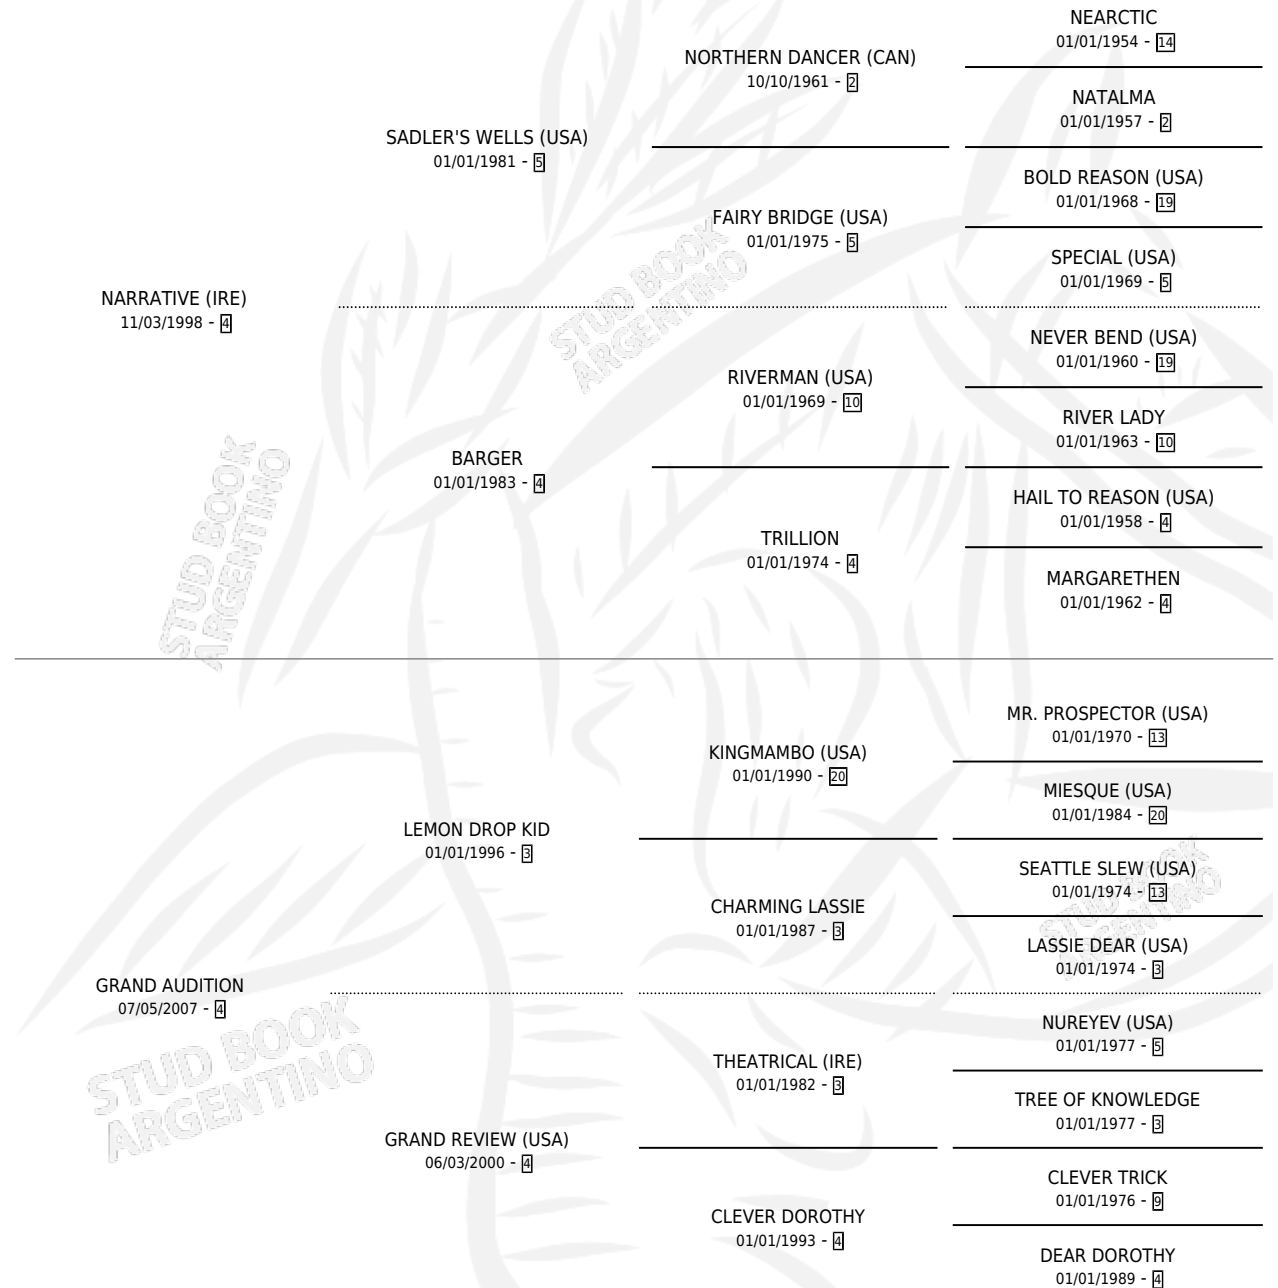 NEARCTIC
01/01/1954 - 14
NORTHERN DANCER (CAN)
10/10/1961 - 2
NATALMA
01/01/1957 - 2
SADLER'S WELLS (USA)
01/01/1981 - 5
BOLD REASON (USA)
01/01/1968 - 19
FAIRY BRIDGE (USA)
01/01/1975 - 5
SPECIAL (USA)
01/01/1969 - 5
NARRATIVE (IRE)
11/03/1998 - 4
NEVER BEND (USA)
01/01/1960 - 19
RIVERMAN (USA)
01/01/1969 - 10
RIVER LADY
01/01/1963 - 10
BARGER
01/01/1983 - 4
HAIL TO REASON (USA)
01/01/1958 - 4
TRILLION
01/01/1974 - 4
MARGARETHEN
01/01/1962 - 4
STUD BOOK
ARGENTINO
STUD BOOK
ARGENTINO
MR. PROSPECTOR (USA)
01/01/1970 - 13
KINGMAMBO (USA)
01/01/1990 - 20
MIESQUE (USA)
01/01/1984 - 20
LEMON DROP KID
01/01/1996 - 3
SEATTLE SLEW (USA)
01/01/1974 - 13
CHARMING LASSIE
01/01/1987 - 3
LASSIE DEAR (USA)
01/01/1974 - 3
STUD BOOK
ARGENTINO
GRAND AUDITION
07/05/2007 - 4
NUREYEV (USA)
01/01/1977 - 5
THEATRICAL (IRE)
01/01/1982 - 3
TREE OF KNOWLEDGE
01/01/1977 - 3
STUD BOOK
ARGENTINO
GRAND REVIEW (USA)
06/03/2000 - 4
CLEVER TRICK
01/01/1976 - 9
CLEVER DOROTHY
01/01/1993 - 4
DEAR DOROTHY
01/01/1989 - 4